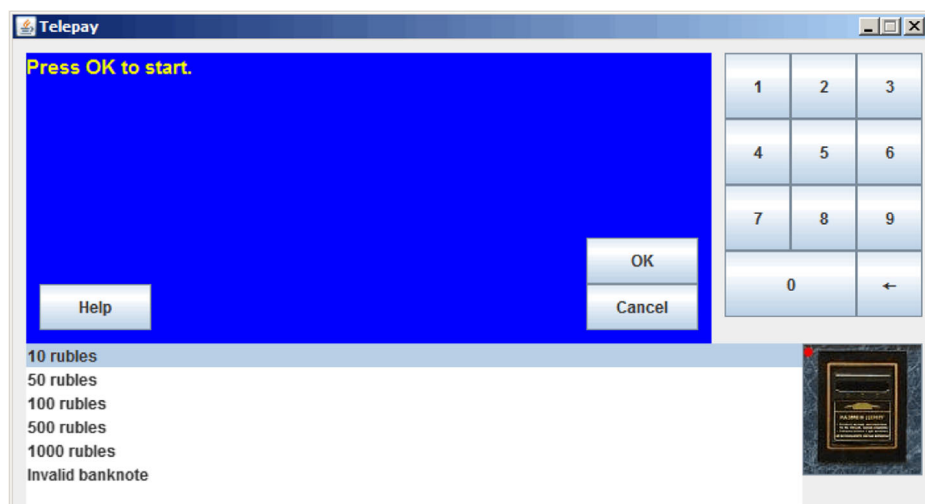 Telepay
Press OK to start.
1 2 3
4 5 6
7 8 9
0 ←
OK
Help Cancel
10 rubles
50 rubles
100 rubles
500 rubles
1000 rubles
Invalid banknote